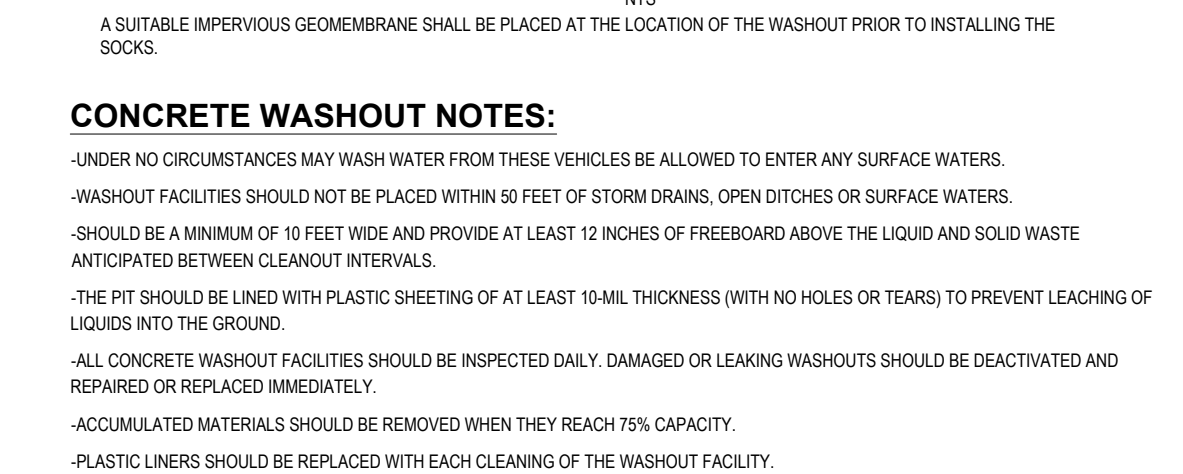 NTS
A SUITABLE IMPERVIOUS GEOMEMBRANE SHALL BE PLACED AT THE LOCATION OF THE WASHOUT PRIOR TO INSTALLING THE
SOCKS.
CONCRETE WASHOUT NOTES:
-UNDER NO CIRCUMSTANCES MAY WASH WATER FROM THESE VEHICLES BE ALLOWED TO ENTER ANY SURFACE WATERS.
-WASHOUT FACILITIES SHOULD NOT BE PLACED WITHIN 50 FEET OF STORM DRAINS, OPEN DITCHES OR SURFACE WATERS.
-SHOULD BE A MINIMUM OF 10 FEET WIDE AND PROVIDE AT LEAST 12 INCHES OF FREEBOARD ABOVE THE LIQUID AND SOLID WASTE
ANTICIPATED BETWEEN CLEANOUT INTERVALS.
-THE PIT SHOULD BE LINED WITH PLASTIC SHEETING OF AT LEAST 10-MIL THICKNESS (WITH NO HOLES OR TEARS) TO PREVENT LEACHING OF
LIQUIDS INTO THE GROUND.
-ALL CONCRETE WASHOUT FACILITIES SHOULD BE INSPECTED DAILY. DAMAGED OR LEAKING WASHOUTS SHOULD BE DEACTIVATED AND
REPAIRED OR REPLACED IMMEDIATELY.
-ACCUMULATED MATERIALS SHOULD BE REMOVED WHEN THEY REACH 75% CAPACITY.
-PLASTIC LINERS SHOULD BE REPLACED WITH EACH CLEANING OF THE WASHOUT FACILITY.